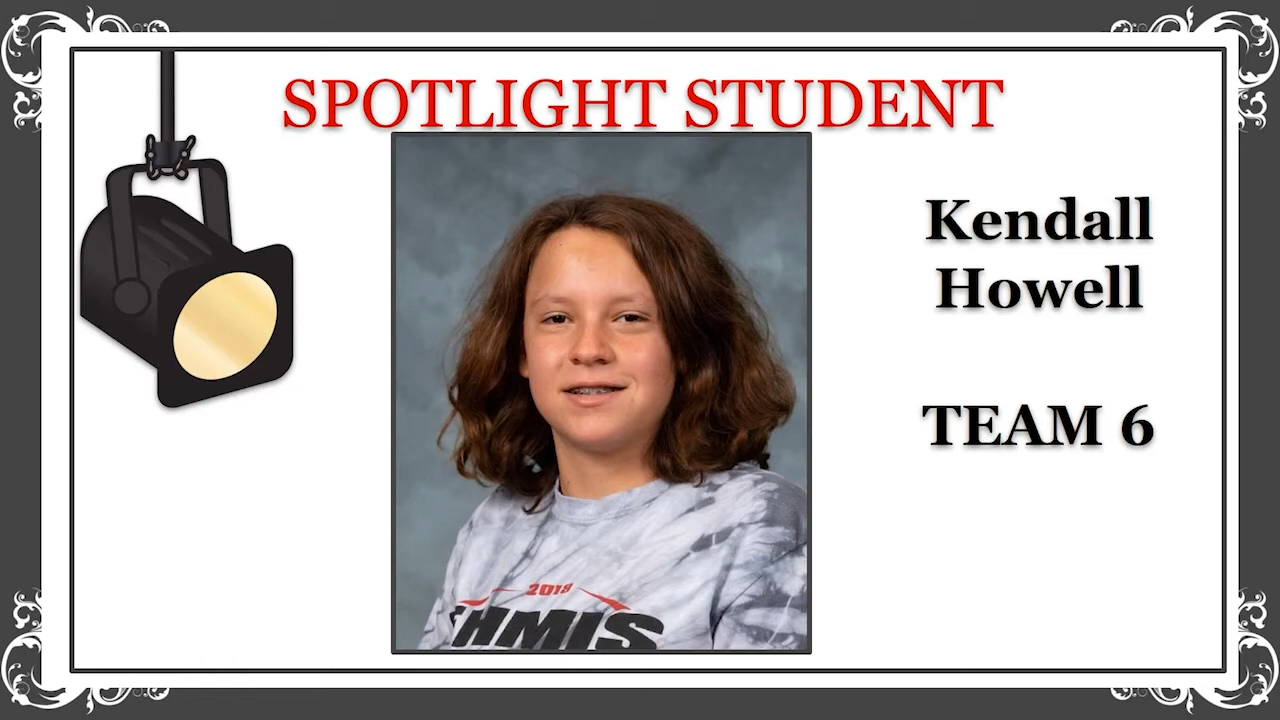 SPOTLIGHT STUDENT
Kendall
Howell
TEAM 6
2018
HMIS